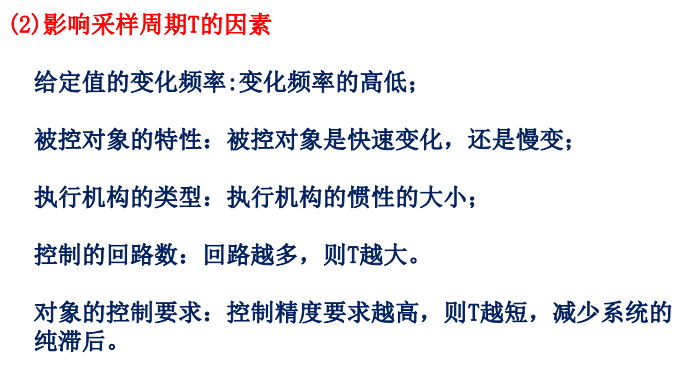 (2)影响采样周期T的因素
给定值的变化频率:变化频率的高低；
被控对象的特性：被控对象是快速变化，还是慢变；
执行机构的类型：执行机构的惯性的大小；
控制的回路数：回路越多，则T越大。
对象的控制要求：控制精度要求越高，则T越短，减少系统的
纯滞后。